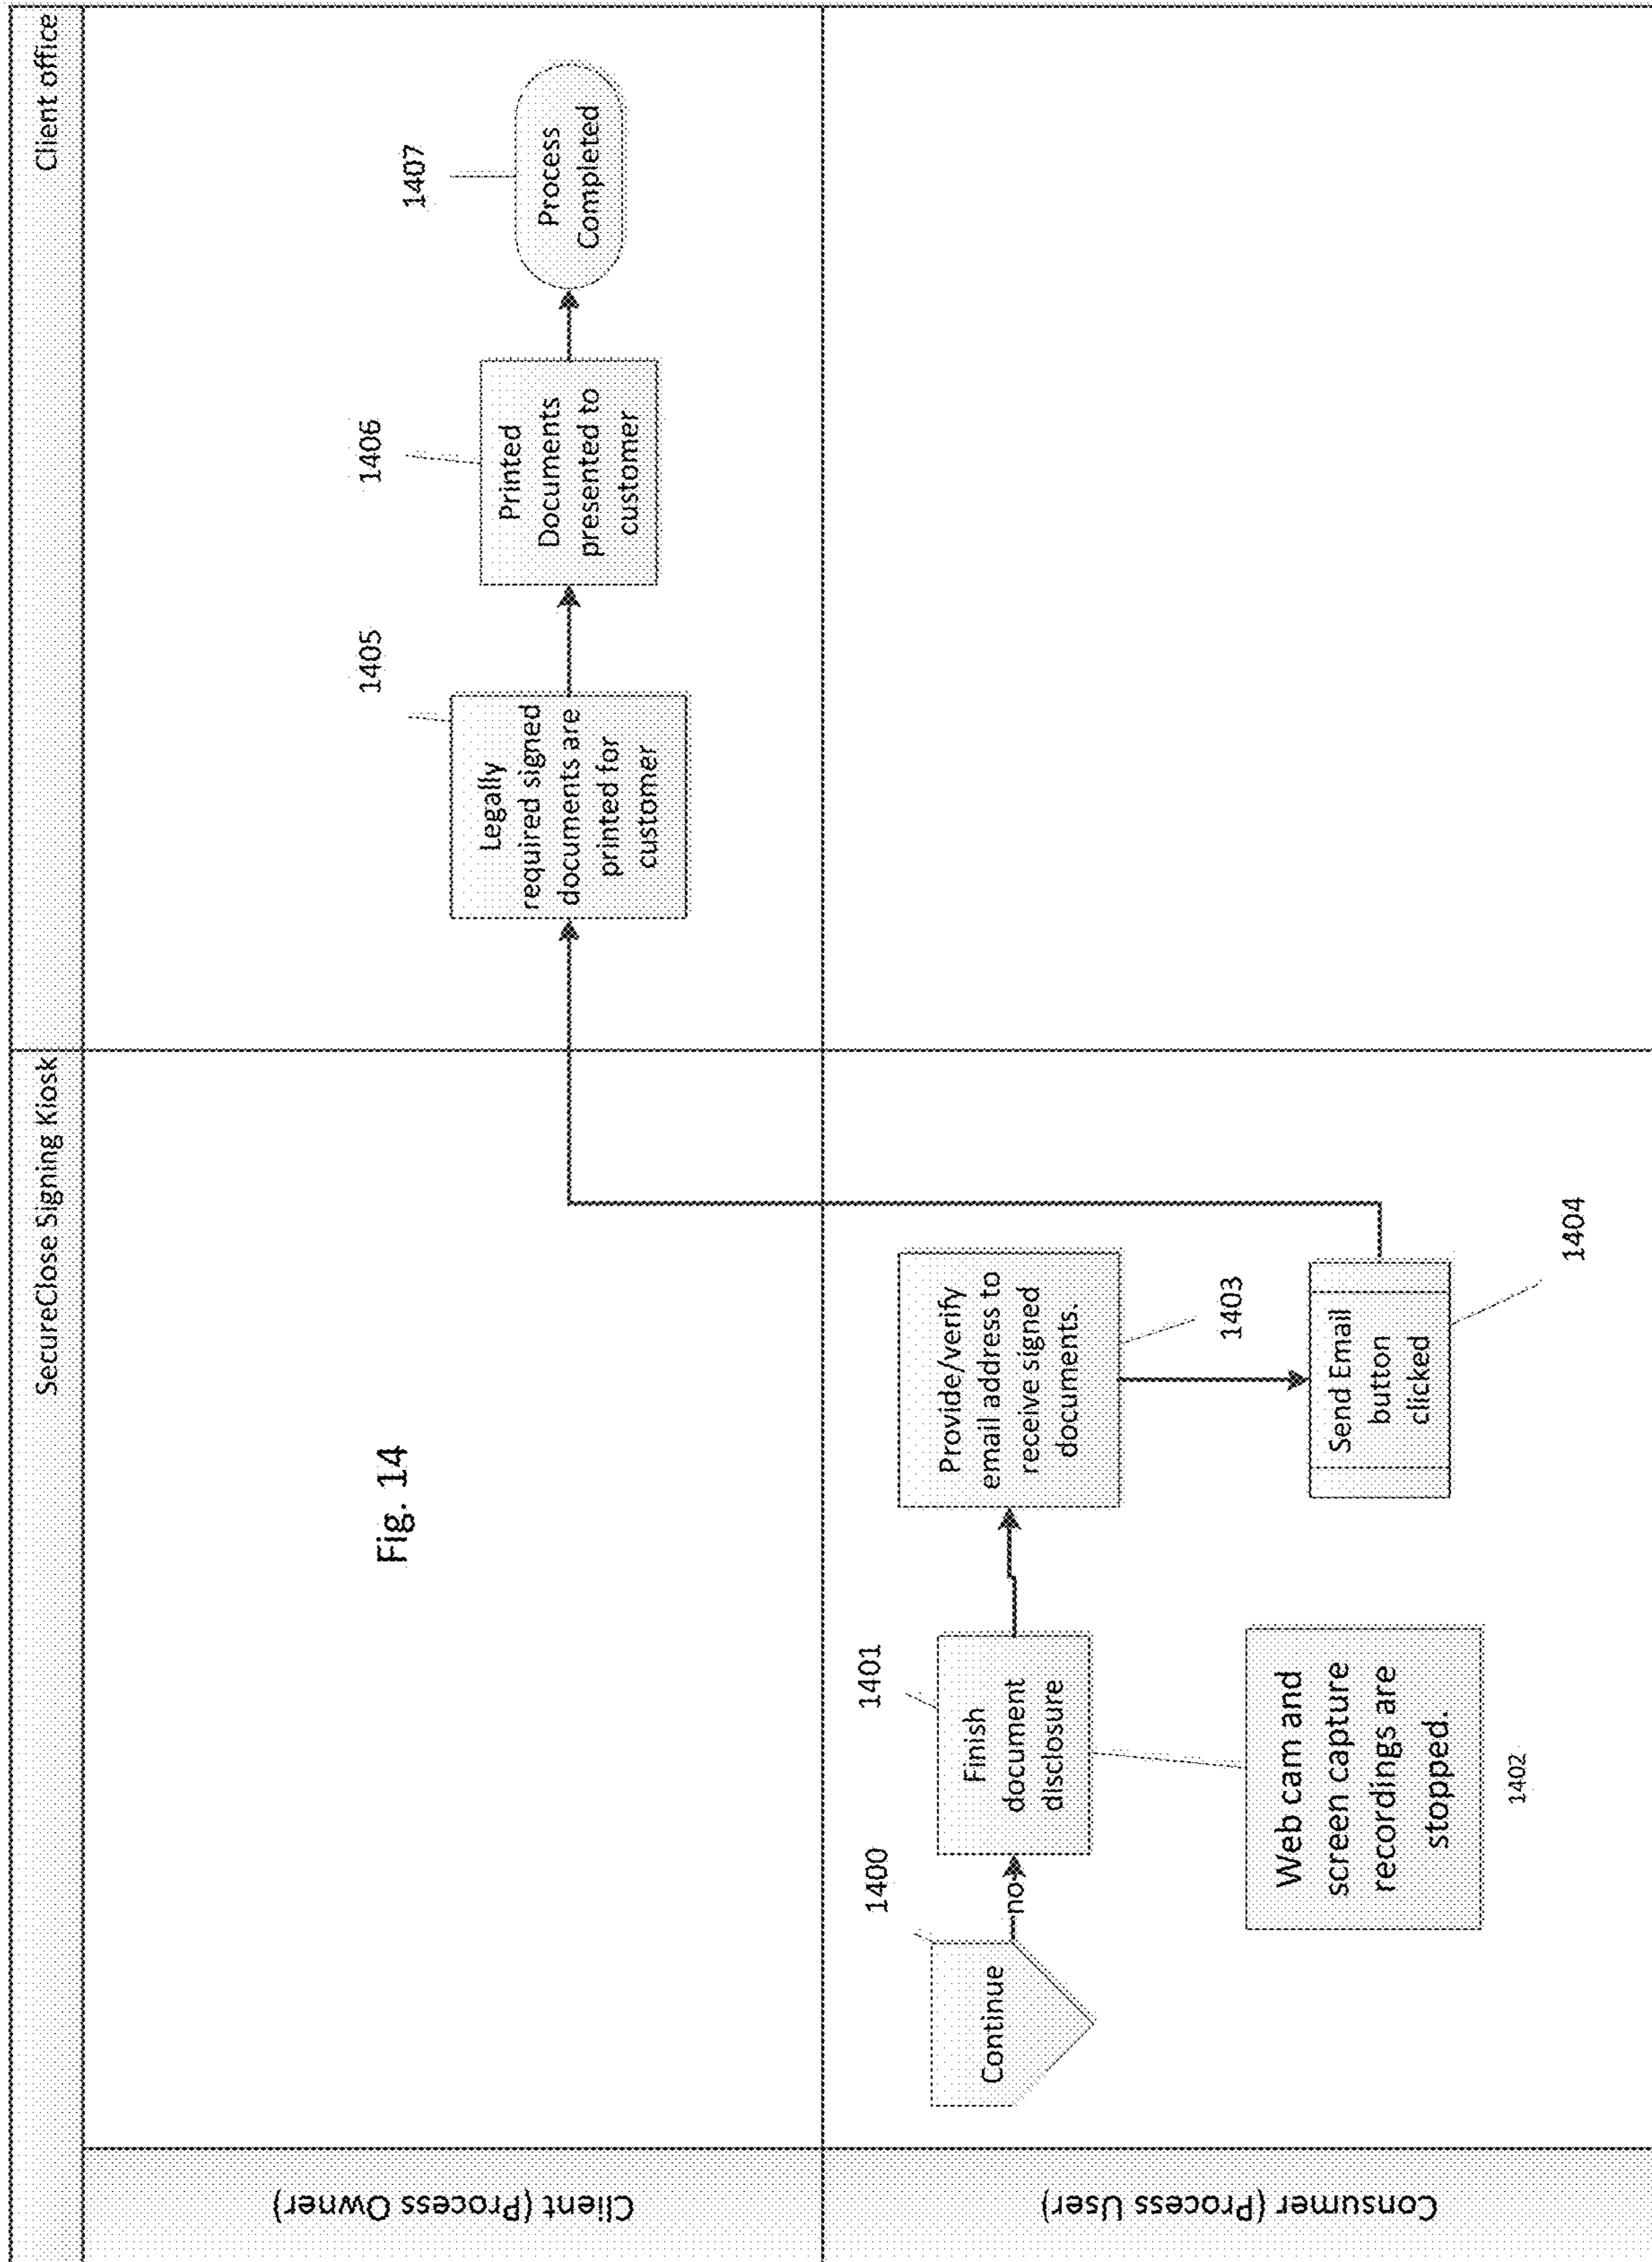 SecureClose Signing Kiosk
Client office
Client (Process Owner)
Fig. 14
1405
Legally
required signed
documents are
printed for
customer
1406
Printed
Documents
presented to
customer
1407
Process
Completed
Consumer (Process User)
1400
Continue
no
1401
Finish
document
disclosure
1402
Web cam and
screen capture
recordings are
stopped.
Provide/verify
email address to
receive signed
documents.
1403
Send Email
button
clicked
1404